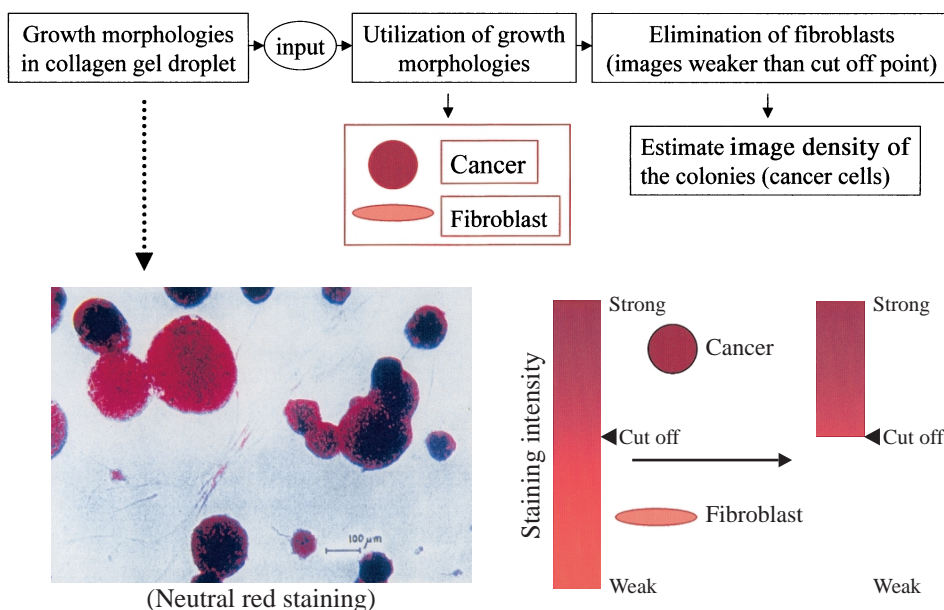 Growth morphologies
in collagen gel droplet
input
Utilization of growth
morphologies
Elimination of fibroblasts
(images weaker than cut off point)
Cancer
Fibroblast
Estimate image density of
the colonies (cancer cells)
100 μm
(Neutral red staining)
Staining intensity
Strong
Cancer
Cut off
Fibroblast
Weak
Strong
Cut off
Weak